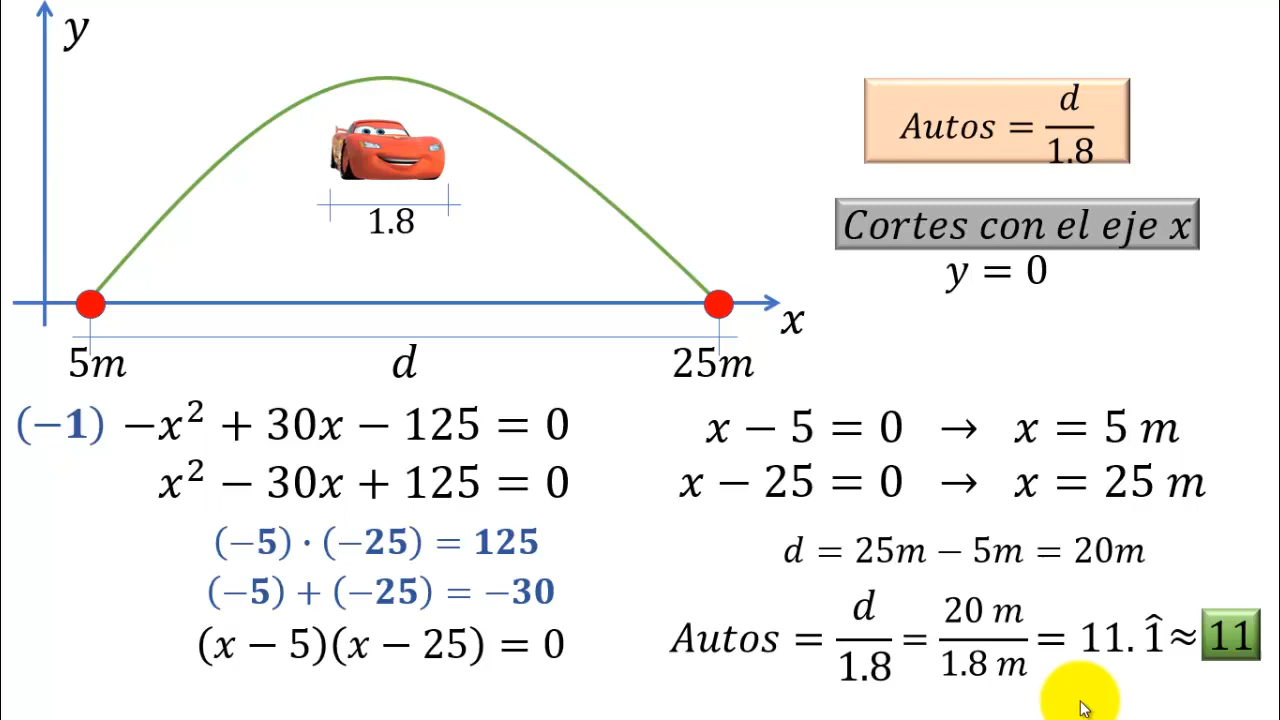 y
1.8
x
5m d 25m
Autos = d/1.8
Cortes con el eje x
y = 0
(−1) −x² + 30x − 125 = 0
x² − 30x + 125 = 0
(−5) · (−25) = 125
(−5) + (−25) = −30
(x − 5)(x − 25) = 0
x − 5 = 0 → x = 5 m
x − 25 = 0 → x = 25 m
d = 25m − 5m = 20m
Autos = d/1.8 = 20 m/1.8 m = 11.1̂ ≈ 11